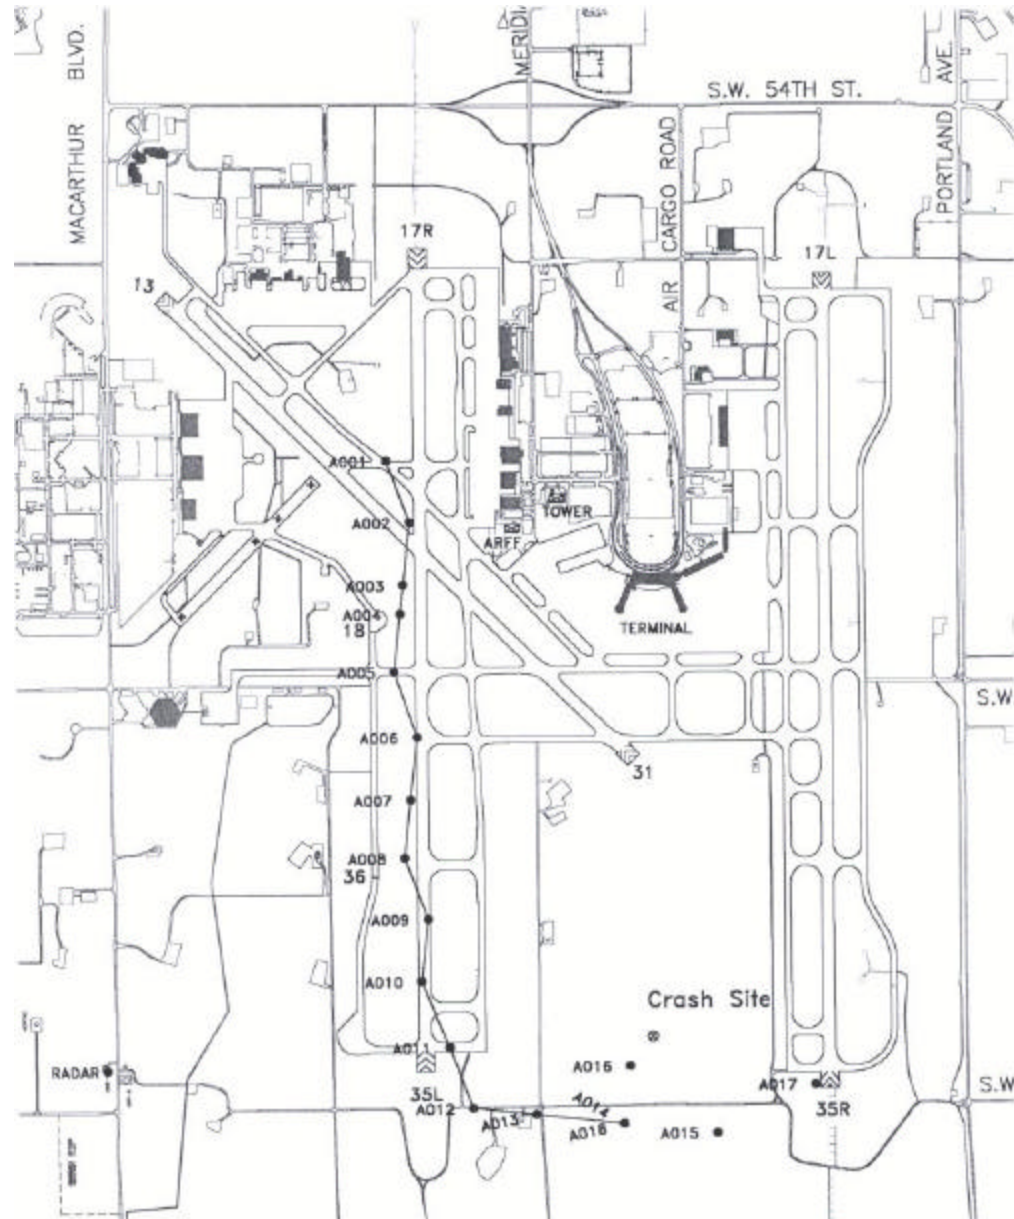 MACARTHUR BLVD.
MERIDIA
S.W. 54TH ST.
PORTLAND AVE.
AIR CARGO ROAD
17R
17L
13
A001
A002
TOWER
ARFF
A003
A004
18
TERMINAL
A005
S.W.
A006
31
A007
A008
36
A009
A010
Crash Site
A011
A016
RADAR
A017
S.W.
35L
35R
A012
A013
A014
A018
A015